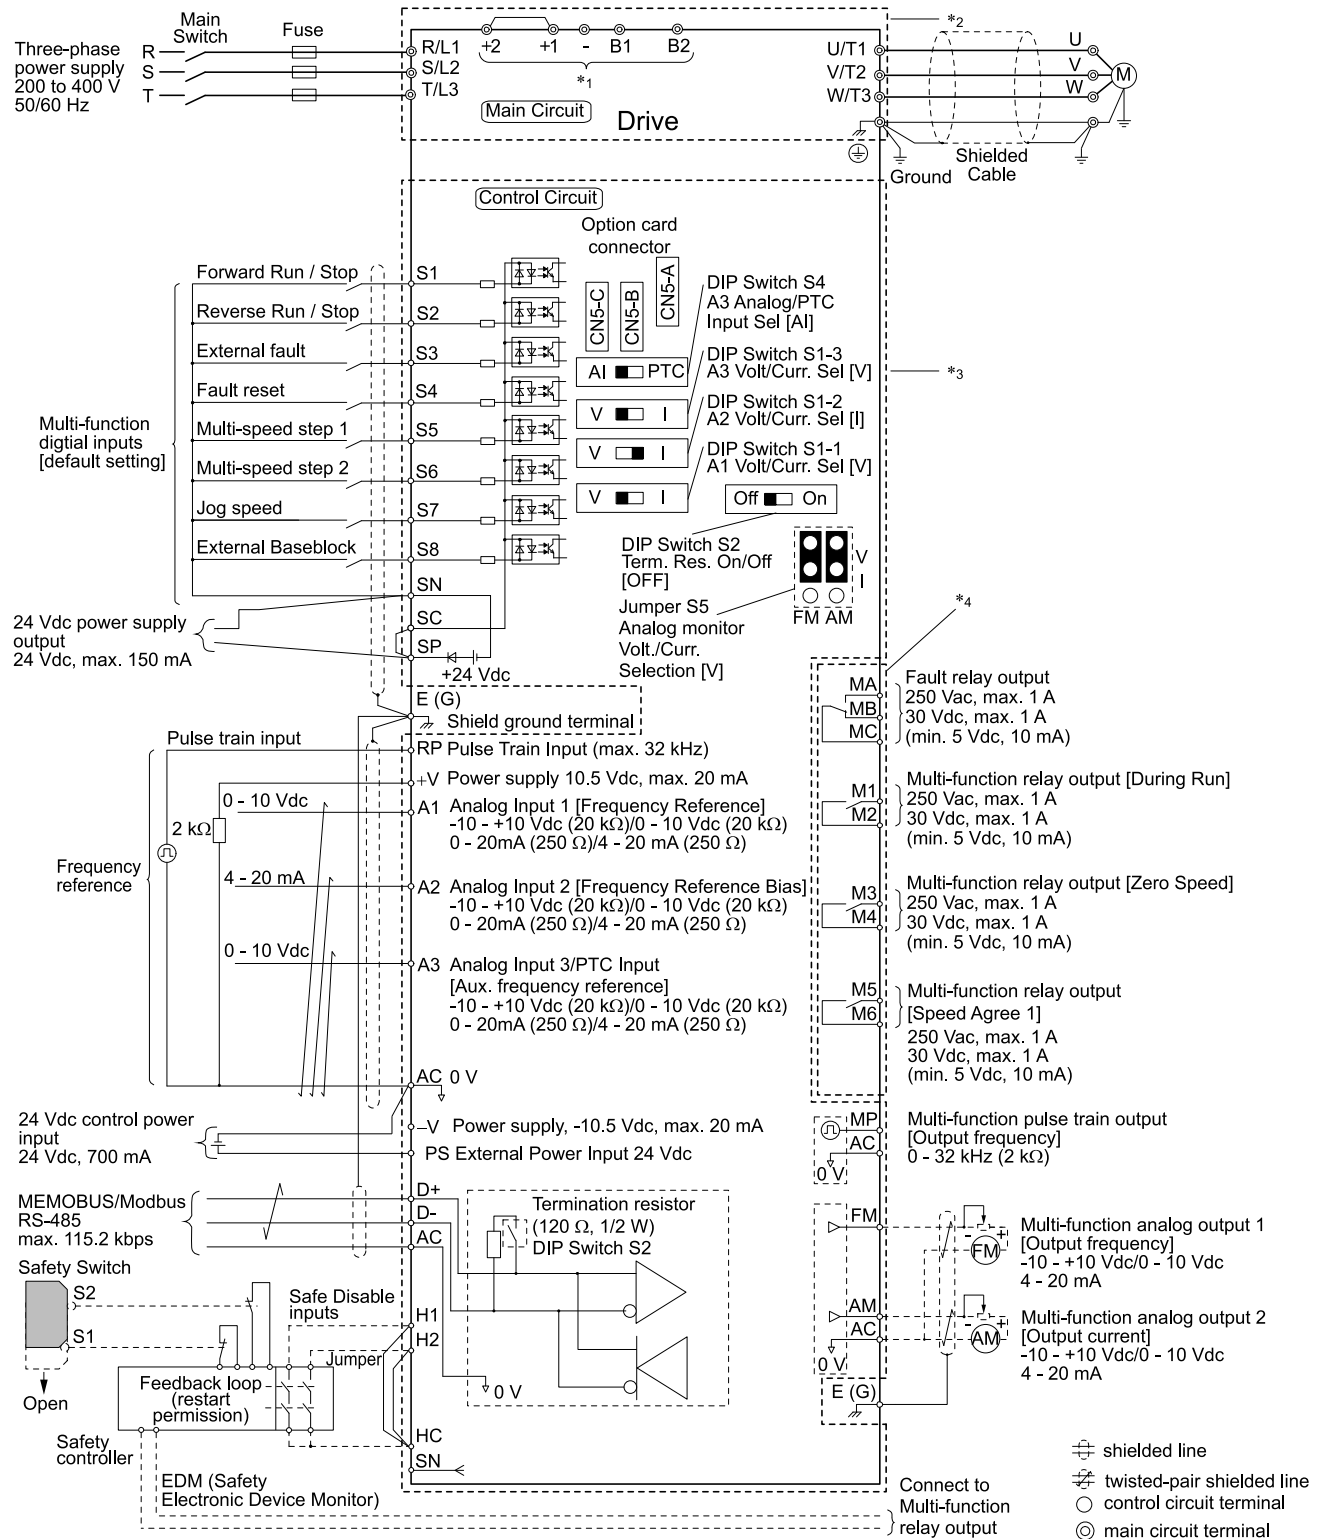 Three-phase
power supply
200 to 400 V
50/60 Hz
R
S
T
Main
Switch
Fuse
R/L1
S/L2
T/L3
+2
+1
-
B1
B2
*1
Main Circuit
Drive
U/T1
V/T2
W/T3
*2
U
V
W
M
Ground
Shielded
Cable
Control Circuit
Option card
connector
CN5-C
CN5-B
CN5-A
Multi-function
digtial inputs
[default setting]
Forward Run / Stop
S1
Reverse Run / Stop
S2
External fault
S3
Fault reset
S4
Multi-speed step 1
S5
Multi-speed step 2
S6
Jog speed
S7
External Baseblock
S8
SN
SC
SP
+24 Vdc
24 Vdc power supply
output
24 Vdc, max. 150 mA
DIP Switch S4
A3 Analog/PTC
Input Sel [AI]
AI PTC
DIP Switch S1-3
A3 Volt/Curr. Sel [V]
V I
DIP Switch S1-2
A2 Volt/Curr. Sel [I]
V I
DIP Switch S1-1
A1 Volt/Curr. Sel [V]
V I
*3
Off On
DIP Switch S2
Term. Res. On/Off
[OFF]
V
I
FM AM
Jumper S5
Analog monitor
Volt./Curr.
Selection [V]
*4
E (G)
Shield ground terminal
Pulse train input
RP Pulse Train Input (max. 32 kHz)
+V Power supply 10.5 Vdc, max. 20 mA
0 - 10 Vdc
A1 Analog Input 1 [Frequency Reference]
-10 - +10 Vdc (20 kΩ)/0 - 10 Vdc (20 kΩ)
0 - 20mA (250 Ω)/4 - 20 mA (250 Ω)
2 kΩ
Frequency
reference
4 - 20 mA
A2 Analog Input 2 [Frequency Reference Bias]
-10 - +10 Vdc (20 kΩ)/0 - 10 Vdc (20 kΩ)
0 - 20mA (250 Ω)/4 - 20 mA (250 Ω)
0 - 10 Vdc
A3 Analog Input 3/PTC Input
[Aux. frequency reference]
-10 - +10 Vdc (20 kΩ)/0 - 10 Vdc (20 kΩ)
0 - 20mA (250 Ω)/4 - 20 mA (250 Ω)
AC 0 V
24 Vdc control power
input
24 Vdc, 700 mA
–V Power supply, -10.5 Vdc, max. 20 mA
PS External Power Input 24 Vdc
MA
MB
MC
Fault relay output
250 Vac, max. 1 A
30 Vdc, max. 1 A
(min. 5 Vdc, 10 mA)
M1
M2
Multi-function relay output [During Run]
250 Vac, max. 1 A
30 Vdc, max. 1 A
(min. 5 Vdc, 10 mA)
M3
M4
Multi-function relay output [Zero Speed]
250 Vac, max. 1 A
30 Vdc, max. 1 A
(min. 5 Vdc, 10 mA)
M5
M6
Multi-function relay output
[Speed Agree 1]
250 Vac, max. 1 A
30 Vdc, max. 1 A
(min. 5 Vdc, 10 mA)
MP
AC
0 V
Multi-function pulse train output
[Output frequency]
0 - 32 kHz (2 kΩ)
MEMOBUS/Modbus
RS-485
max. 115.2 kbps
D+
D-
AC
Termination resistor
(120 Ω, 1/2 W)
DIP Switch S2
0 V
FM
- +
FM
Multi-function analog output 1
[Output frequency]
-10 - +10 Vdc/0 - 10 Vdc
4 - 20 mA
AM
AC
0 V
- +
AM
Multi-function analog output 2
[Output current]
-10 - +10 Vdc/0 - 10 Vdc
4 - 20 mA
E (G)
Safety Switch
S2
S1
Open
Safe Disable
inputs
H1
H2
Jumper
Feedback loop
(restart
permission)
Safety
controller
HC
SN
EDM (Safety
Electronic Device Monitor)
Connect to
Multi-function
relay output
shielded line
twisted-pair shielded line
control circuit terminal
main circuit terminal